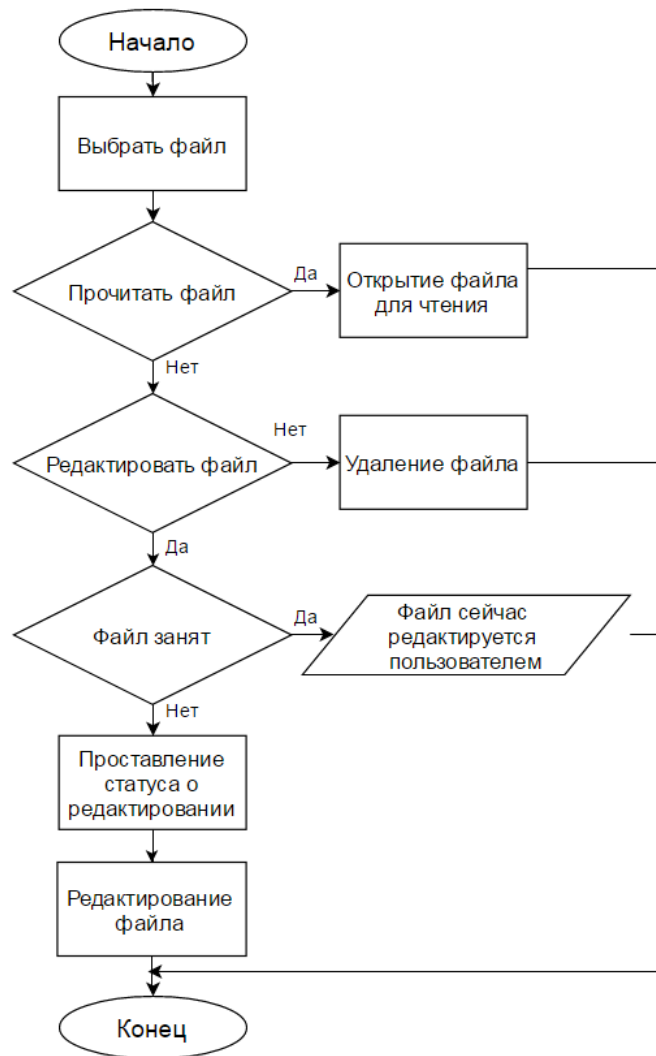 Начало
Выбрать файл
Прочитать файл
Да
Открытие файла
для чтения
Нет
Редактировать файл
Нет
Удаление файла
Да
Файл занят
Да
Файл сейчас
редактируется
пользователем
Нет
Проставление
статуса о
редактировании
Редактирование
файла
Конец